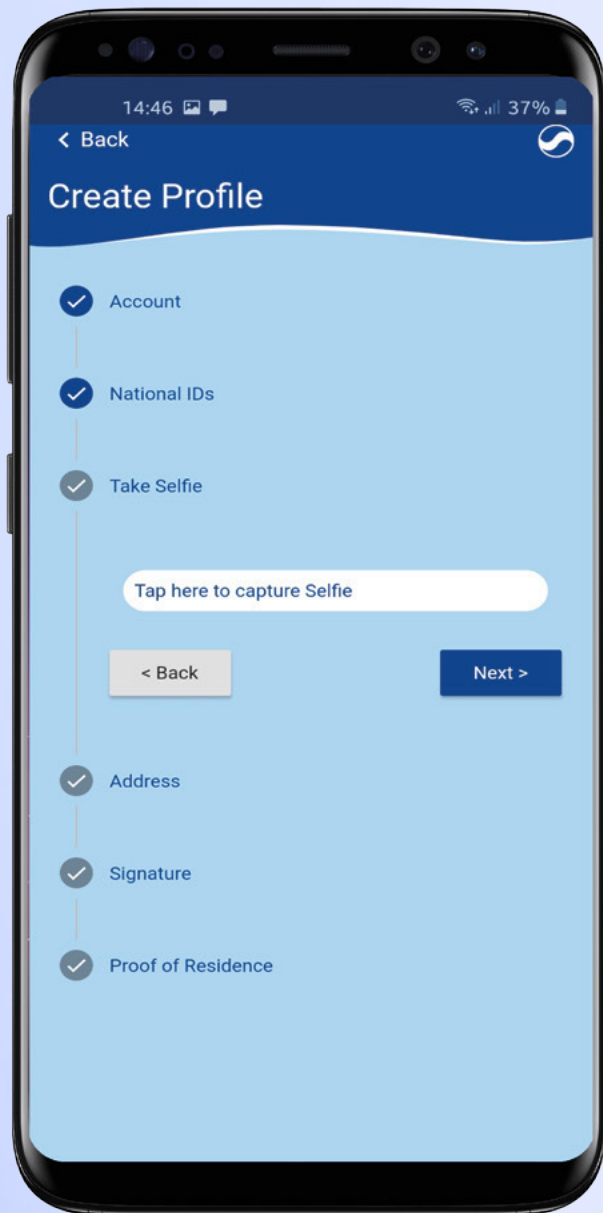 14:46 37%
< Back
Create Profile
Account
National IDs
Take Selfie
Tap here to capture Selfie
< Back Next >
Address
Signature
Proof of Residence